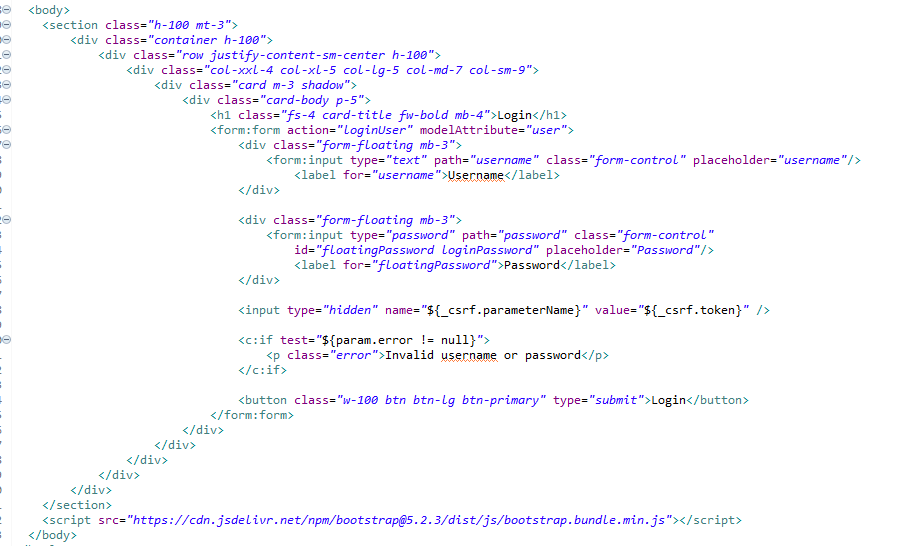 <body>
<section class="h-100 mt-3">
<div class="container h-100">
<div class="row justify-content-sm-center h-100">
<div class="col-xxl-4 col-xl-5 col-lg-5 col-md-7 col-sm-9">
<div class="card m-3 shadow">
<div class="card-body p-5">
<h1 class="fs-4 card-title fw-bold mb-4">Login</h1>
<form:form action="loginUser" modelAttribute="user">
<div class="form-floating mb-3">
<form:input type="text" path="username" class="form-control" placeholder="username"/>
<label for="username">Username</label>
</div>
<div class="form-floating mb-3">
<form:input type="password" path="password" class="form-control"
id="floatingPassword loginPassword" placeholder="Password"/>
<label for="floatingPassword">Password</label>
</div>
<input type="hidden" name="${_csrf.parameterName}" value="${_csrf.token}" />
<c:if test="${param.error != null}">
<p class="error">Invalid username or password</p>
</c:if>
<button class="w-100 btn btn-lg btn-primary" type="submit">Login</button>
</form:form>
</div>
</div>
</div>
</div>
</div>
</section>
<script src="https://cdn.jsdelivr.net/npm/bootstrap@5.2.3/dist/js/bootstrap.bundle.min.js"></script>
</body>